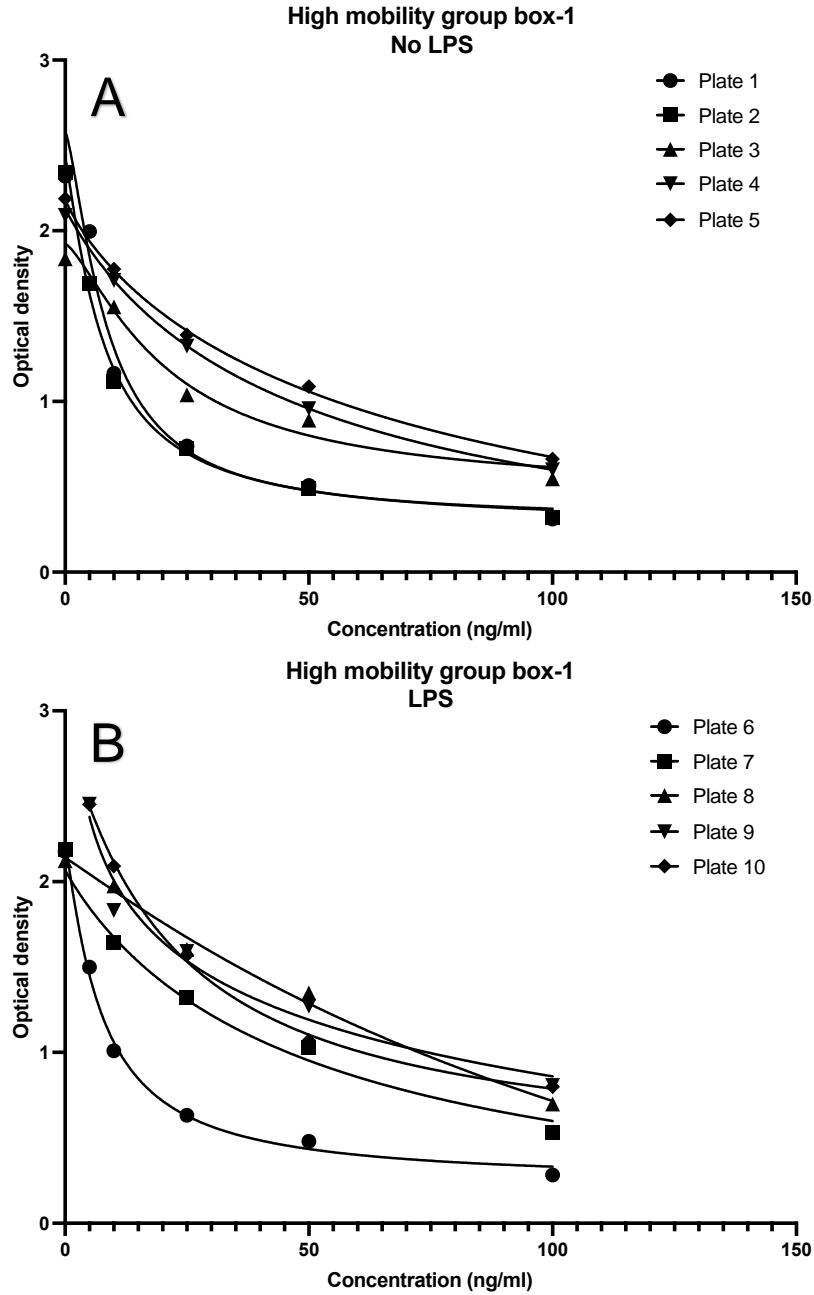 High mobility group box-1
No LPS
A
Plate 1
Plate 2
Plate 3
Plate 4
Plate 5
3
2
1
0
Optical density
0 50 100 150
Concentration (ng/ml)
High mobility group box-1
LPS
B
Plate 6
Plate 7
Plate 8
Plate 9
Plate 10
3
2
1
0
Optical density
0 50 100 150
Concentration (ng/ml)